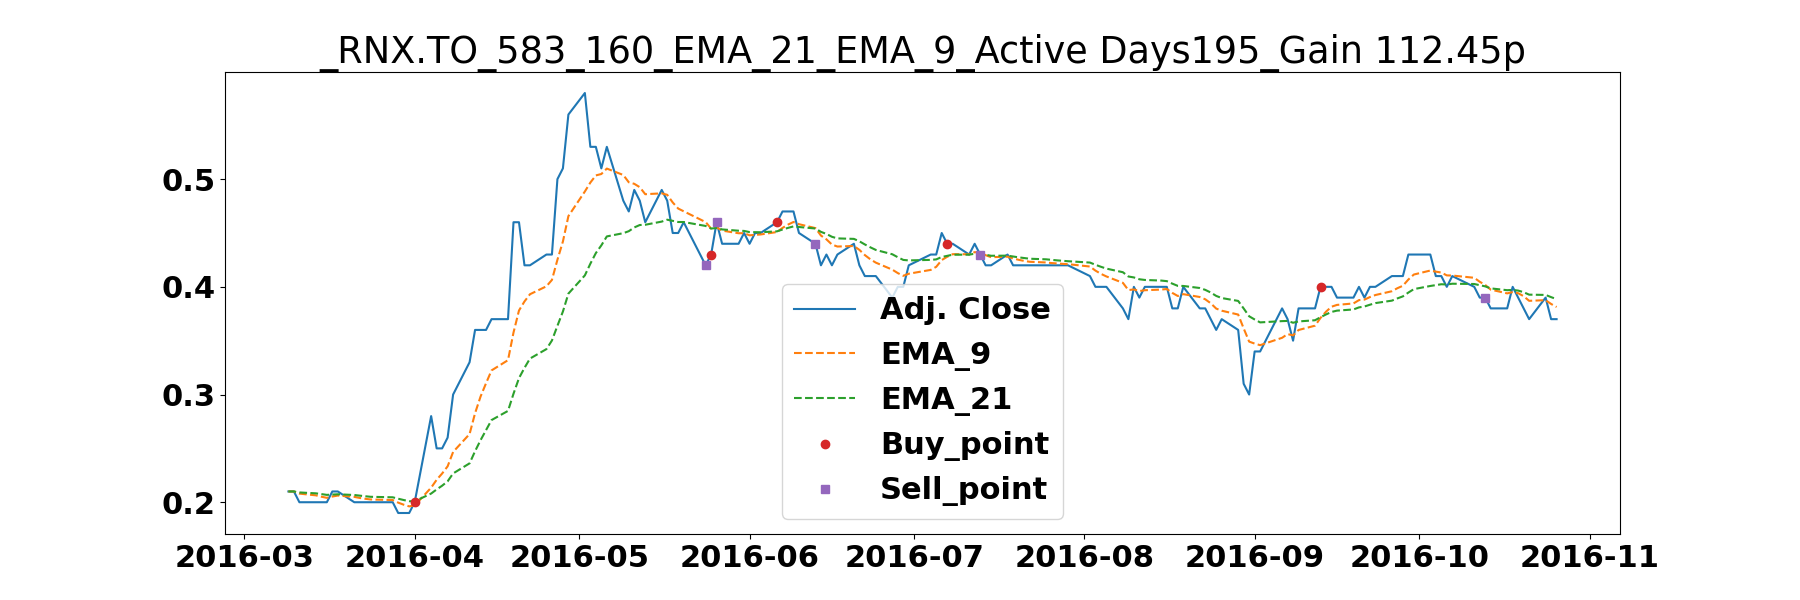 _RNX.TO_583_160_EMA_21_EMA_9_Active Days195_Gain 112.45p
0.5
0.4
0.3
0.2
Adj. Close
EMA_9
EMA_21
Buy_point
Sell_point
2016-03 2016-04 2016-05 2016-06 2016-07 2016-08 2016-09 2016-10 2016-11